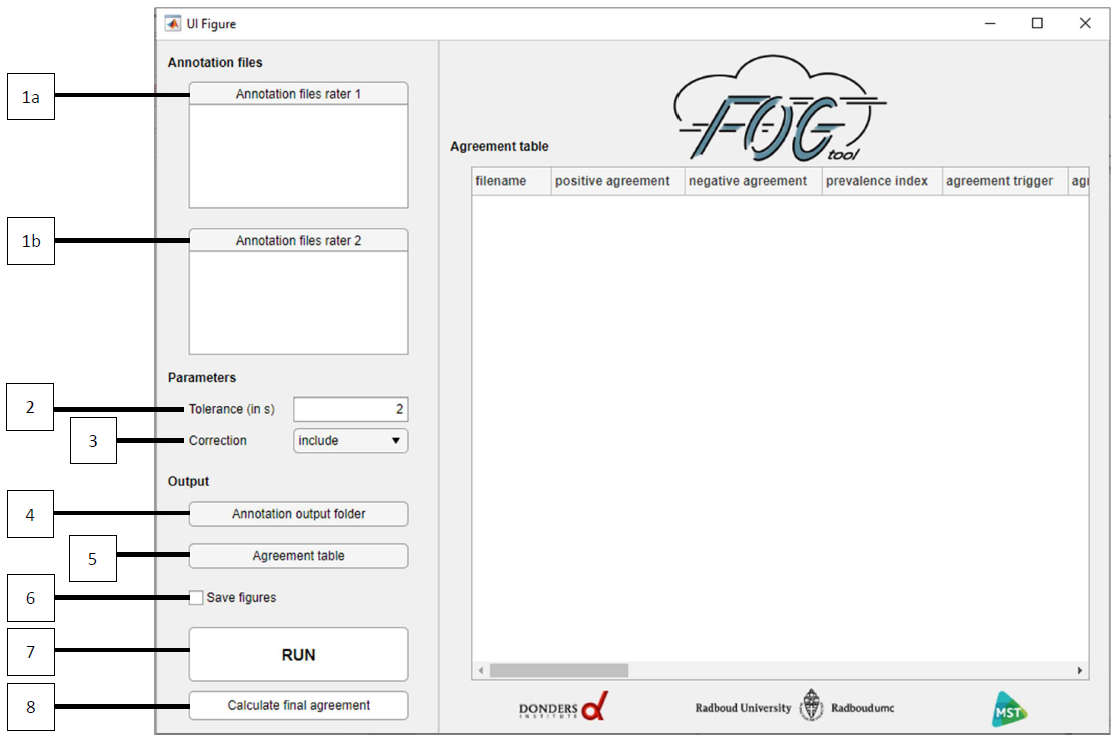 UI Figure
Annotation files
1a
Annotation files rater 1
1b
Annotation files rater 2
Parameters
2
Tolerance (in s)
2
3
Correction
include
Output
4
Annotation output folder
5
Agreement table
6
Save figures
7
RUN
8
Calculate final agreement
FOG
tool
Agreement table
filename positive agreement negative agreement prevalence index agreement trigger agr
DONDERS
INSTITUTE
Radboud University Radboudumc
MST